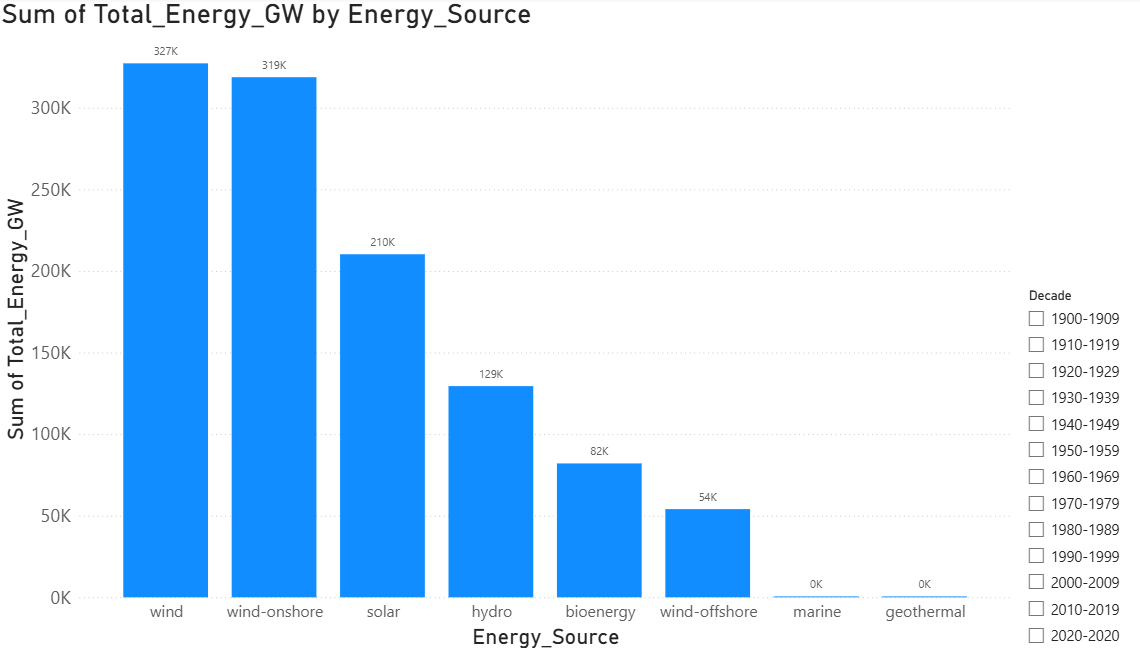 Sum of Total_Energy_GW by Energy_Source
Sum of Total_Energy_GW
300K
250K
200K
150K
100K
50K
0K
327K
319K
210K
129K
82K
54K
0K
0K
wind
wind-onshore
solar
hydro
bioenergy
wind-offshore
marine
geothermal
Energy_Source
Decade
1900-1909
1910-1919
1920-1929
1930-1939
1940-1949
1950-1959
1960-1969
1970-1979
1980-1989
1990-1999
2000-2009
2010-2019
2020-2020